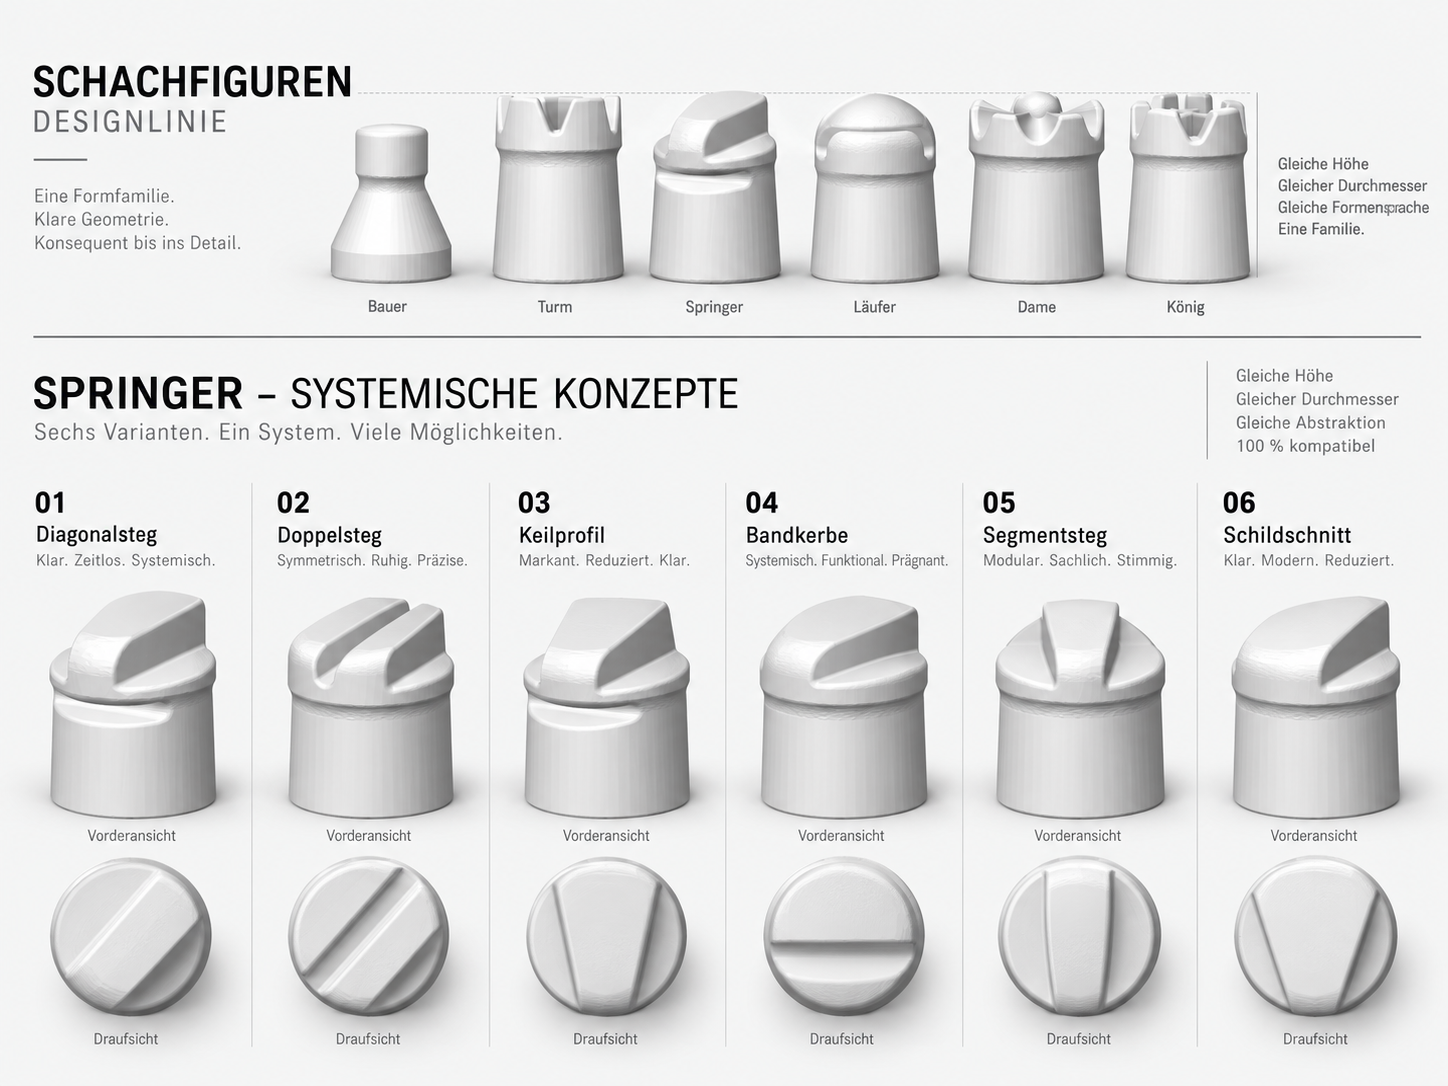 SCHACHFIGUREN
DESIGNLINIE
Eine Formfamilie.
Klare Geometrie.
Konsequent bis ins Detail.
Gleiche Höhe
Gleicher Durchmesser
Gleiche Formensprache
Eine Familie.
Bauer
Turm
Springer
Läufer
Dame
König
SPRINGER – SYSTEMISCHE KONZEPTE
Sechs Varianten. Ein System. Viele Möglichkeiten.
Gleiche Höhe
Gleicher Durchmesser
Gleiche Abstraktion
100 % kompatibel
01
Diagonalsteg
Klar. Zeitlos. Systemisch.
Vorderansicht
Draufsicht
02
Doppelsteg
Symmetrisch. Ruhig. Präzise.
Vorderansicht
Draufsicht
03
Keilprofil
Markant. Reduziert. Klar.
Vorderansicht
Draufsicht
04
Bandkerbe
Systemisch. Funktional. Prägnant.
Vorderansicht
Draufsicht
05
Segmentsteg
Modular. Sachlich. Stimmig.
Vorderansicht
Draufsicht
06
Schildschnitt
Klar. Modern. Reduziert.
Vorderansicht
Draufsicht